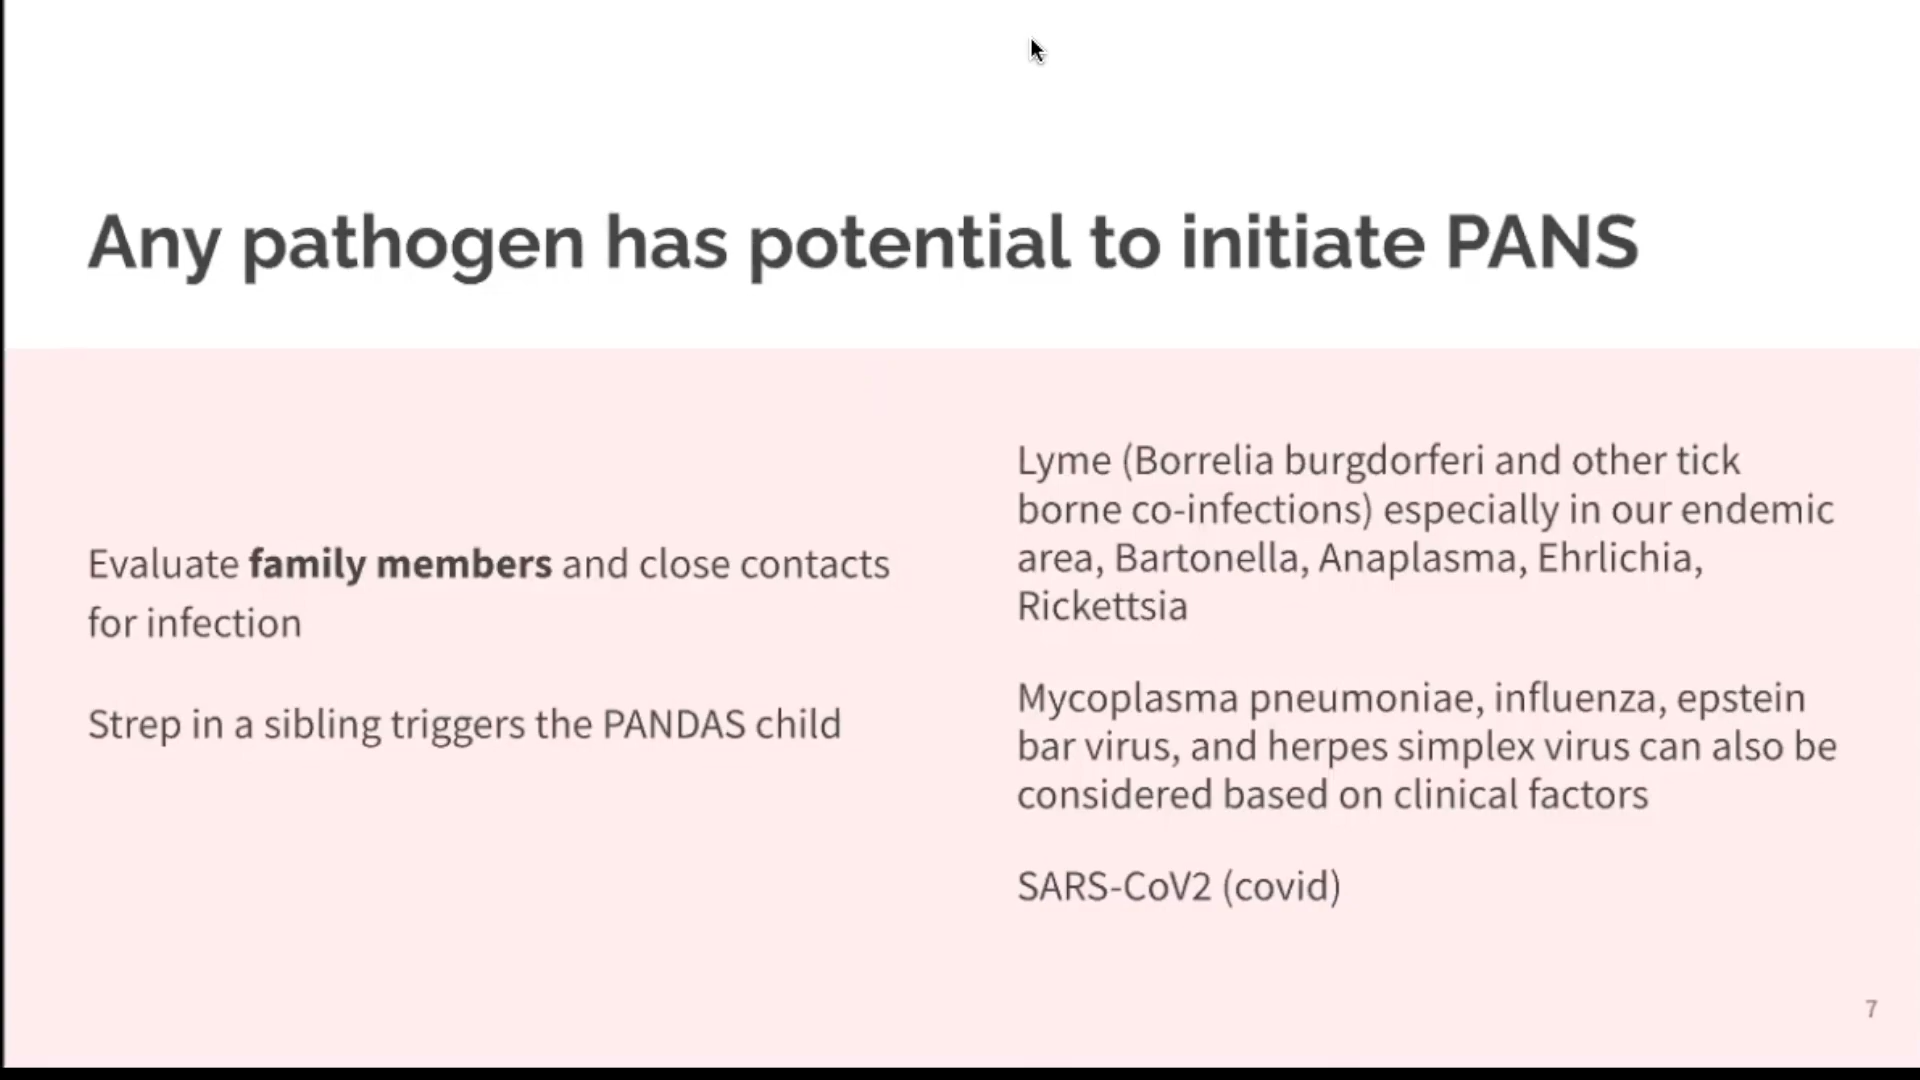 Any pathogen has potential to initiate PANS
Evaluate family members and close contacts
for infection
Strep in a sibling triggers the PANDAS child
Lyme (Borrelia burgdorferi and other tick
borne co-infections) especially in our endemic
area, Bartonella, Anaplasma, Ehrlichia,
Rickettsia
Mycoplasma pneumoniae, influenza, epstein
bar virus, and herpes simplex virus can also be
considered based on clinical factors
SARS-CoV2 (covid)
7